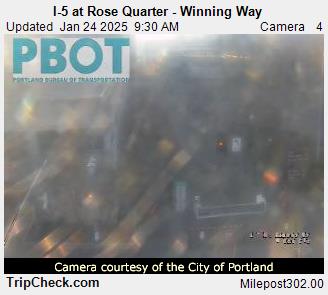 I-5 at Rose Quarter - Winning Way
Updated Jan 24 2025 9:30 AM Camera 4
PBOT
PORTLAND BUREAU OF TRANSPORTATION
Camera courtesy of the City of Portland
TripCheck.com Milepost302.00